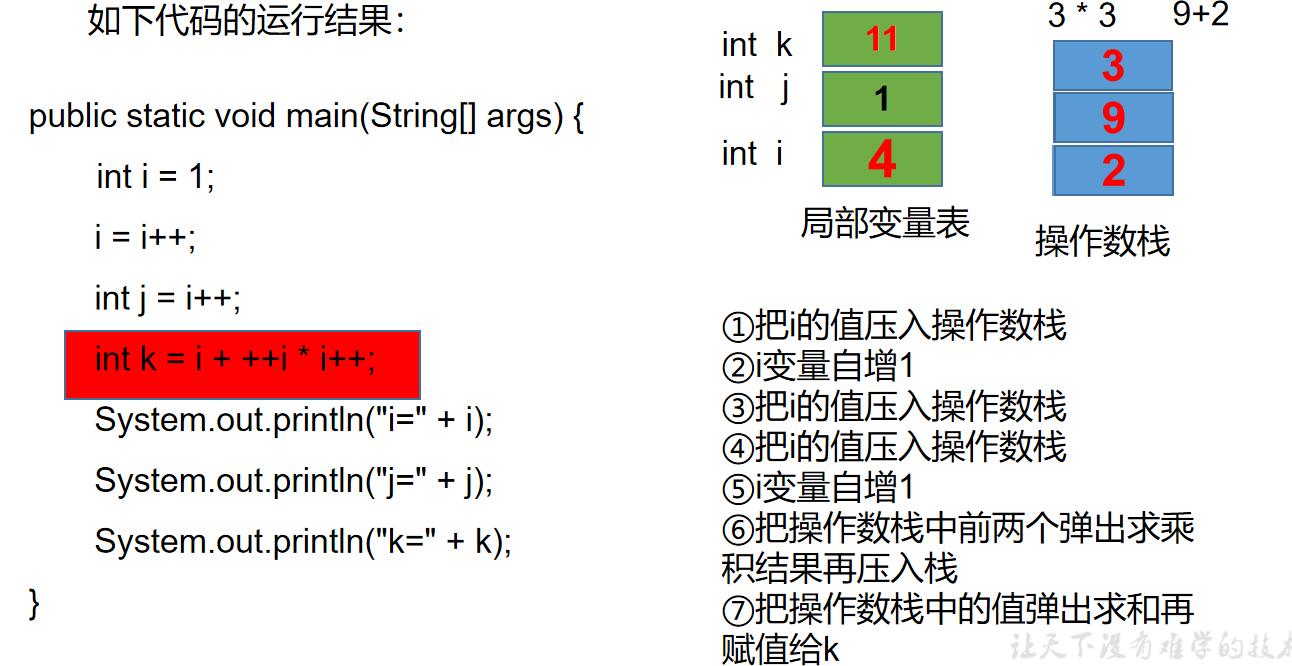 如下代码的运行结果：
public static void main(String[] args) {
int i = 1;
i = i++;
int j = i++;
int k = i + ++i * i++;
System.out.println("i=" + i);
System.out.println("j=" + j);
System.out.println("k=" + k);
}
3 * 3 9+2
int k 11
int j 1
int i 4
局部变量表
3
9
2
操作数栈
①把i的值压入操作数栈
②i变量自增1
③把i的值压入操作数栈
④把i的值压入操作数栈
⑤i变量自增1
⑥把操作数栈中前两个弹出求乘
积结果再压入栈
⑦把操作数栈中的值弹出求和再
赋值给k
让天下没有难学的技术